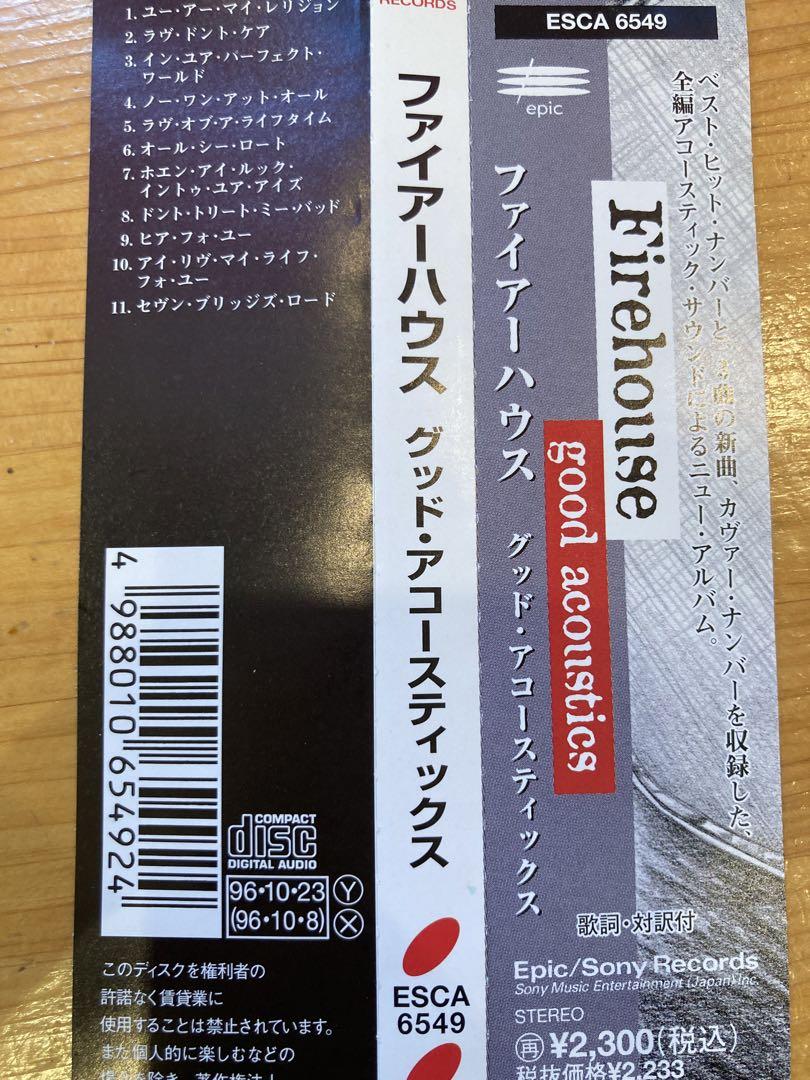 1. ユー・アー・マイ・レリジョン
2. ラヴ・ドント・ケア
3. イン・ユア・パーフェクト・
ワールド
4. ノー・ワン・アット・オール
5. ラヴ・オブ・ア・ライフタイム
6. オール・シー・ロート
7. ホエン・アイ・ルック・
イントゥ・ユア・アイズ
8. ドント・トリート・ミー・バッド
9. ヒア・フォ・ユー
10. アイ・リヴ・マイ・ライフ・
フォ・ユー
11. セヴン・ブリッジズ・ロード
4 988010 654924
COMPACT
disc
DIGITAL AUDIO
96・10・23 Y
(96・10・8) X
このディスクを権利者の
許諾なく賃貸業に
使用することは禁止されています。
また個人的に楽しむなどの
RECORDS
ファイアーハウス グッド・アコースティックス
ESCA
6549
ESCA 6549
epic
ファイアーハウス グッド・アコースティックス
Firehouse
good acoustics
ベスト・ヒット・ナンバーと、の新曲、カヴァー・ナンバーを収録した、
全編アコースティック・サウンドによるニュー・アルバム。
歌詞・対訳付
Epic/Sony Records
Sony Music Entertainment (Japan) Inc.
STEREO
再 ¥2,300(税込)
税抜価格¥2,233